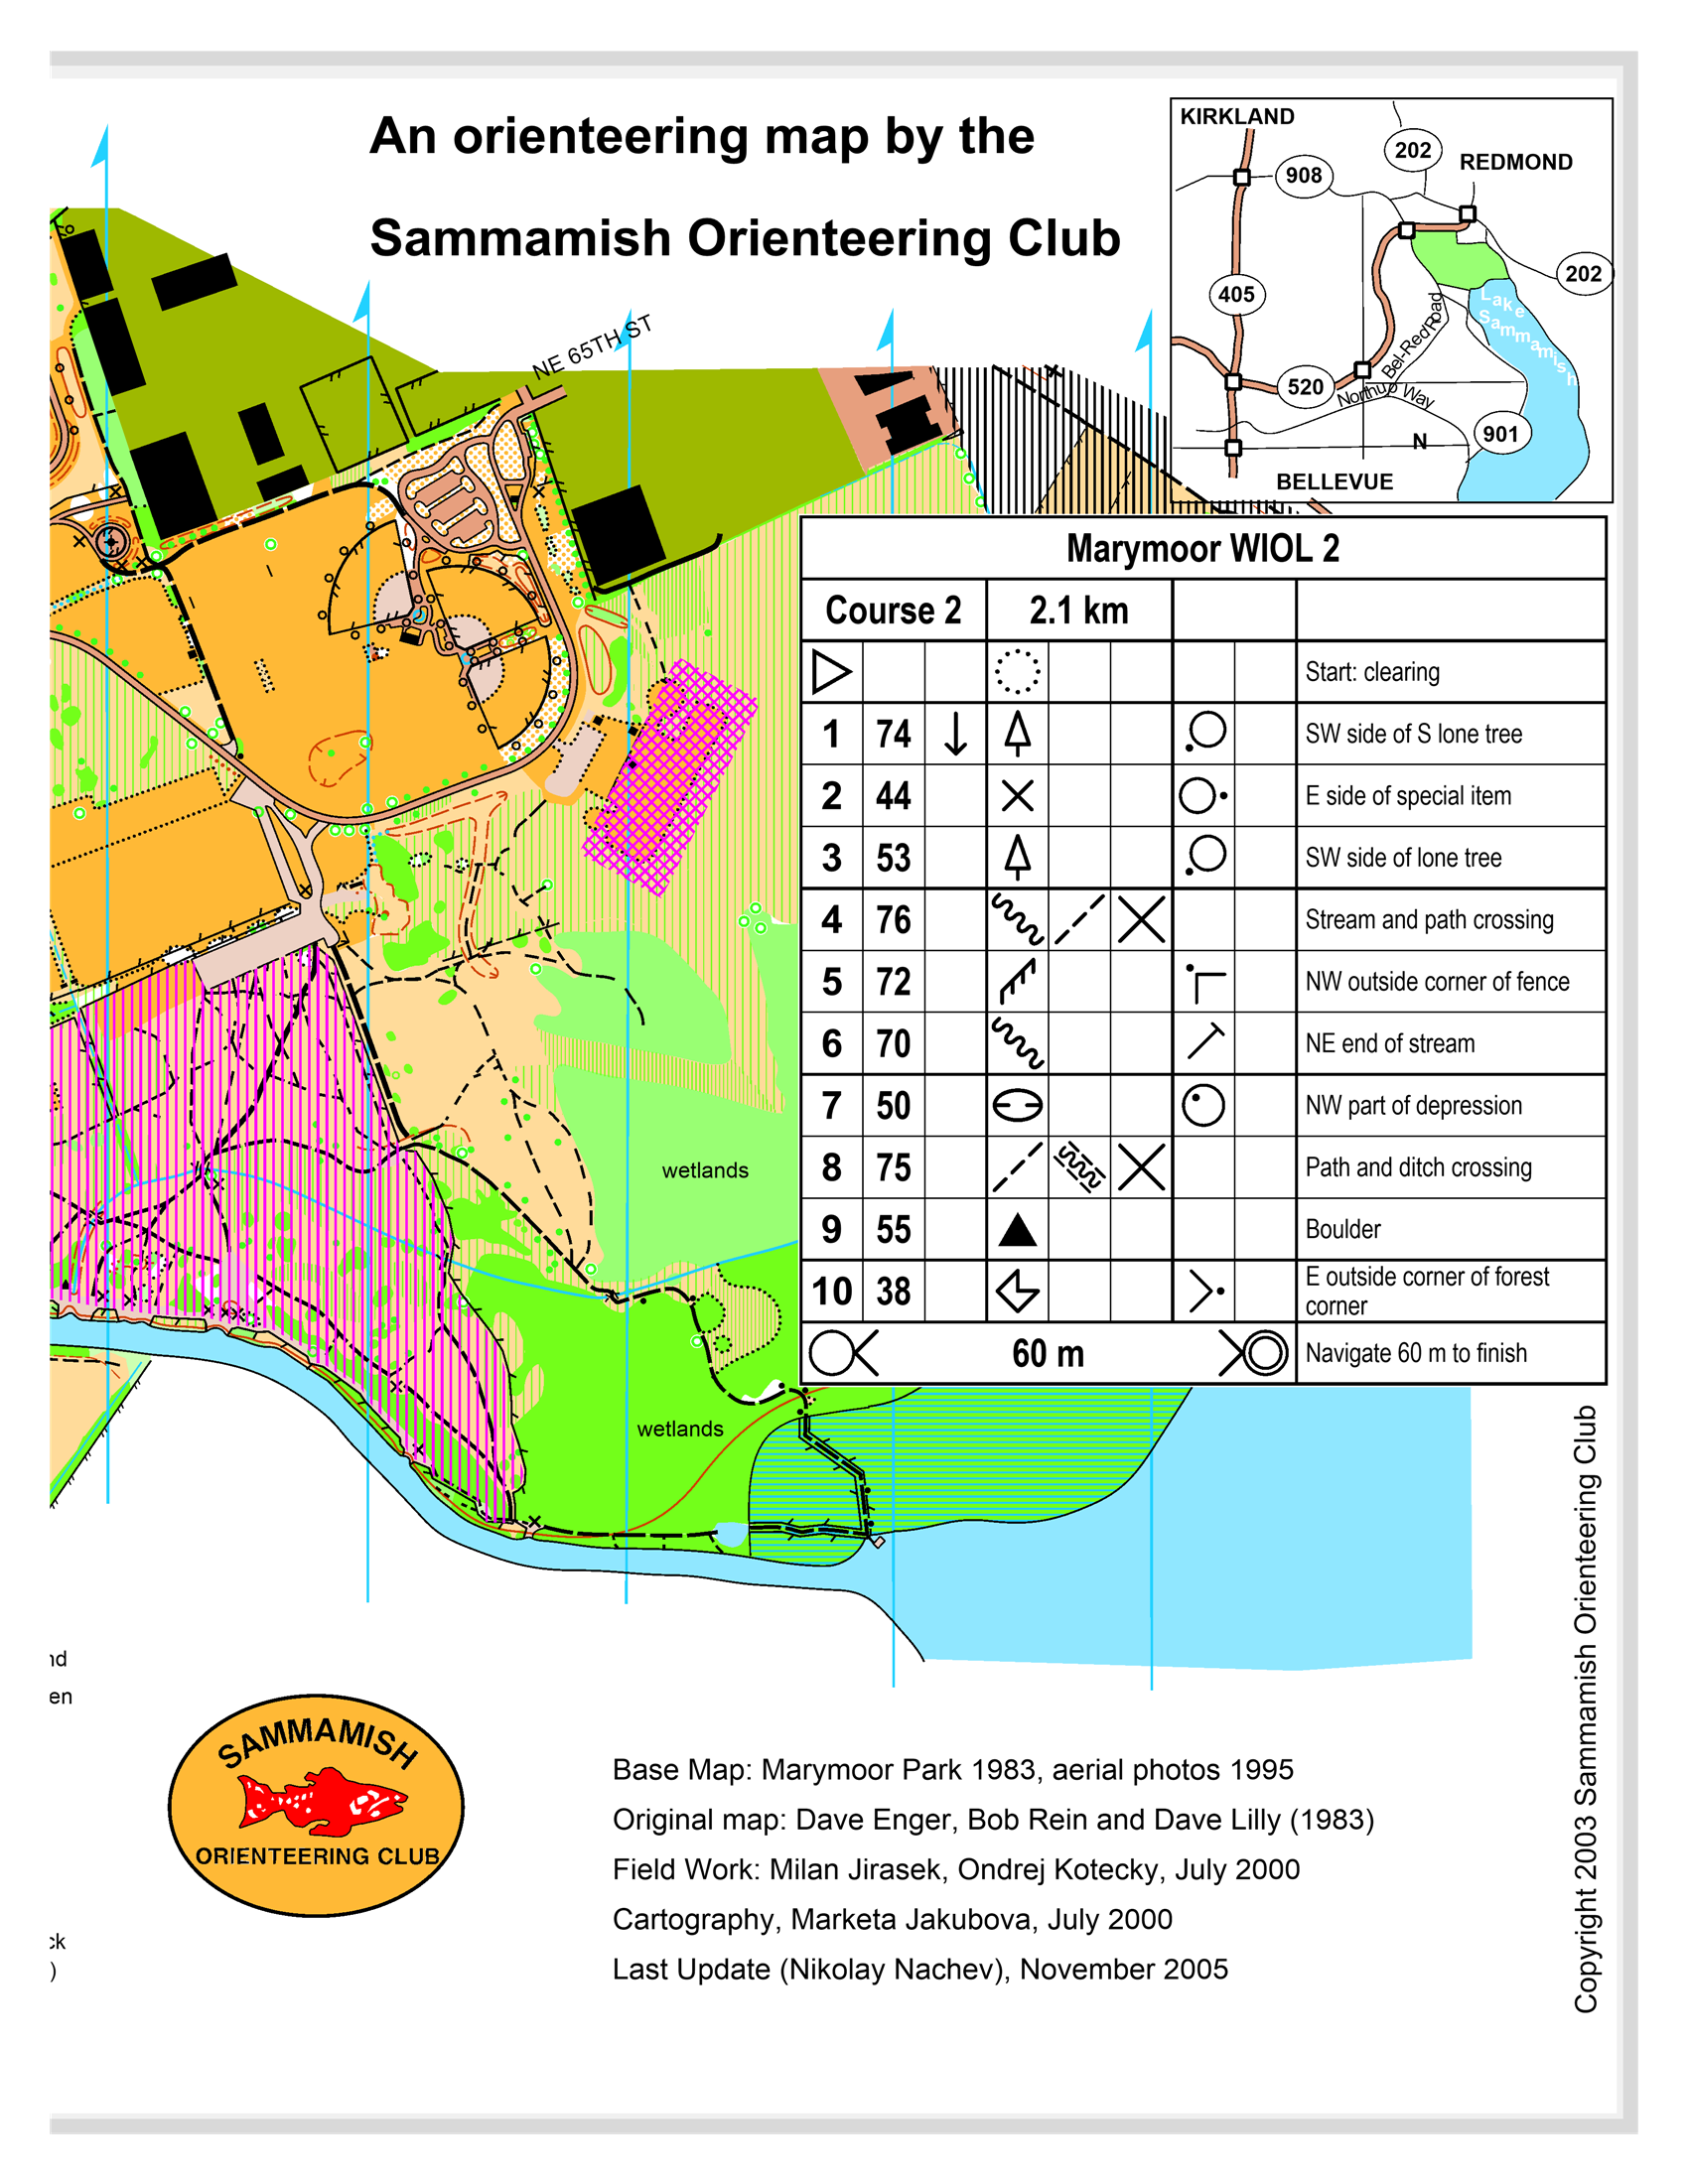 An orienteering map by the
Sammamish Orienteering Club
KIRKLAND
202
REDMOND
908
202
405
Lake
Sammamish
Bel-Red Road
520
Northup Way
901
N
BELLEVUE
NE 65TH ST
Marymoor WIOL 2
Course 2 2.1 km
Start: clearing
1 74 SW side of S lone tree
2 44 E side of special item
3 53 SW side of lone tree
4 76 Stream and path crossing
5 72 NW outside corner of fence
6 70 NE end of stream
7 50 NW part of depression
8 75 Path and ditch crossing
9 55 Boulder
10 38 E outside corner of forest
corner
60 m Navigate 60 m to finish
wetlands
wetlands
nd
en
ck
)
SAMMAMISH
ORIENTEERING CLUB
Base Map: Marymoor Park 1983, aerial photos 1995
Original map: Dave Enger, Bob Rein and Dave Lilly (1983)
Field Work: Milan Jirasek, Ondrej Kotecky, July 2000
Cartography, Marketa Jakubova, July 2000
Last Update (Nikolay Nachev), November 2005
Copyright 2003 Sammamish Orienteering Club